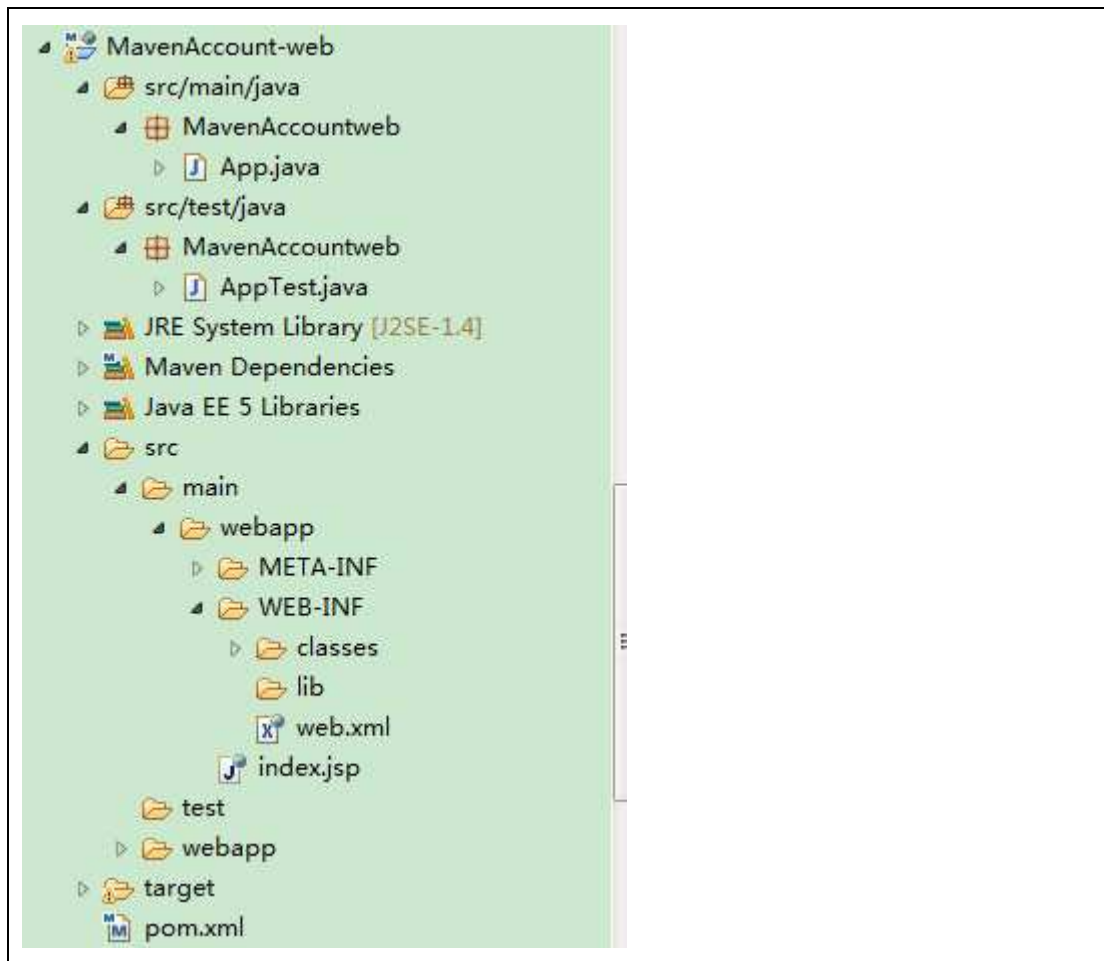 MavenAccount-web
src/main/java
MavenAccountweb
App.java
src/test/java
MavenAccountweb
AppTest.java
JRE System Library [J2SE-1.4]
Maven Dependencies
Java EE 5 Libraries
src
main
webapp
META-INF
WEB-INF
classes
lib
web.xml
index.jsp
test
webapp
target
pom.xml